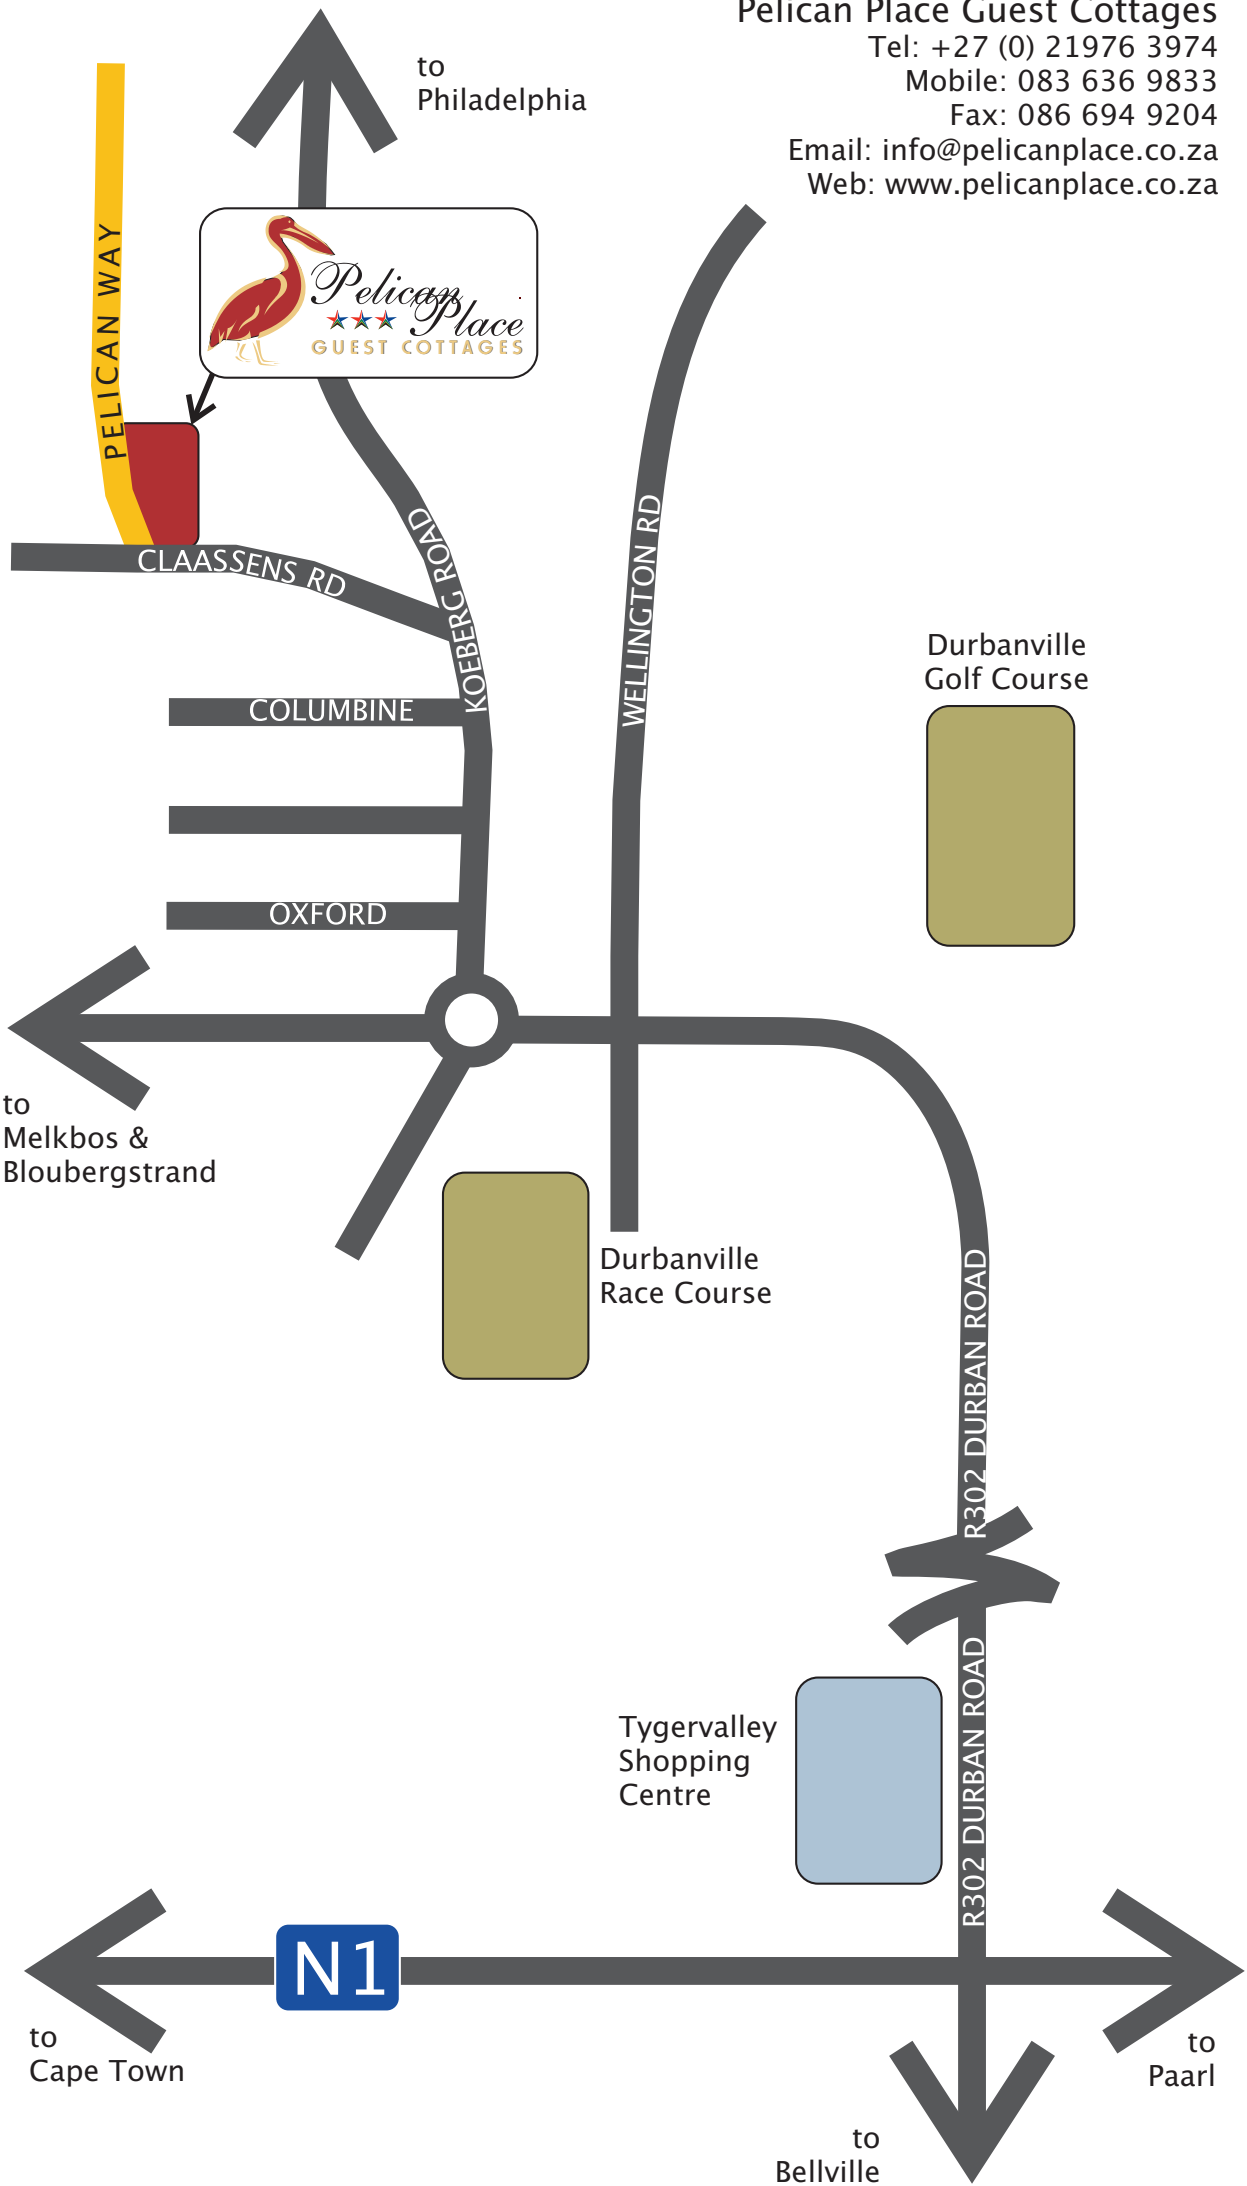 Pelican Place Guest Cottages
Tel: +27 (0) 21976 3974
Mobile: 083 636 9833
Fax: 086 694 9204
Email: info@pelicanplace.co.za
Web: www.pelicanplace.co.za
to
Philadelphia
PELICAN WAY
Pelican
Place
GUEST COTTAGES
CLAASSENS RD
KOEBERG ROAD
WELLINGTON RD
COLUMBINE
OXFORD
Durbanville
Golf Course
to
Melkbos &
Bloubergstrand
Durbanville
Race Course
R302 DURBAN ROAD
Tygervalley
Shopping
Centre
R302 DURBAN ROAD
N1
to
Cape Town
to
Paarl
to
Bellville